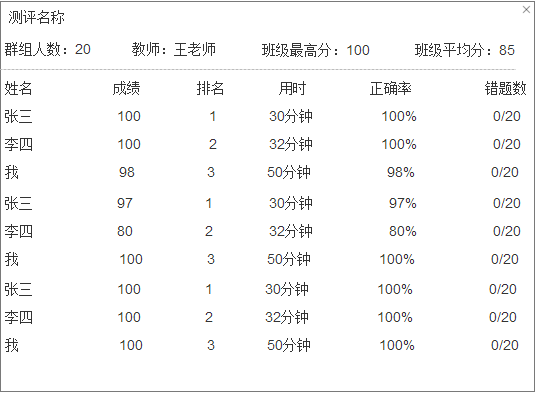 测评名称 ×
群组人数：20 教师：王老师 班级最高分：100 班级平均分：85
姓名 成绩 排名 用时 正确率 错题数
张三 100 1 30分钟 100% 0/20
李四 100 2 32分钟 100% 0/20
我 98 3 50分钟 98% 0/20
张三 97 1 30分钟 97% 0/20
李四 80 2 32分钟 80% 0/20
我 100 3 50分钟 100% 0/20
张三 100 1 30分钟 100% 0/20
李四 100 2 32分钟 100% 0/20
我 100 3 50分钟 100% 0/20